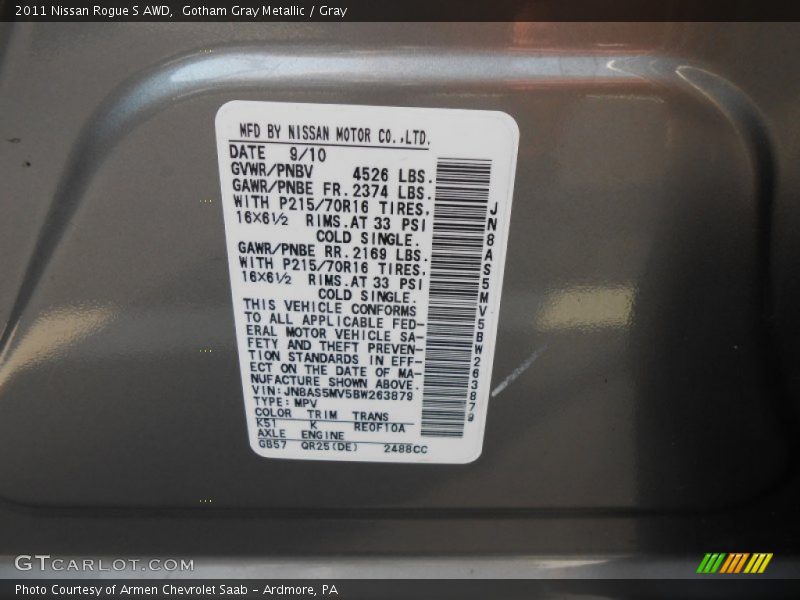 2011 Nissan Rogue S AWD,  Gotham Gray Metallic / Gray
MFD BY NISSAN MOTOR CO.,LTD.
DATE 9/10
GVWR/PNBV 4526 LBS.
GAWR/PNBE FR. 2374 LBS.
WITH P215/70R16 TIRES,
16X6½ RIMS. AT 33 PSI
COLD SINGLE.
GAWR/PNBE RR. 2169 LBS.
WITH P215/70R16 TIRES,
16X6½ RIMS. AT 33 PSI
COLD SINGLE.
THIS VEHICLE CONFORMS
TO ALL APPLICABLE FED-
ERAL MOTOR VEHICLE SA-
FETY AND THEFT PREVEN-
TION STANDARDS IN EFF-
ECT ON THE DATE OF MA-
NUFACTURE SHOWN ABOVE.
VIN: JN8AS5MV5BW263879
TYPE: MPV
COLOR TRIM TRANS
K51 K RE0F10A
AXLE ENGINE
GB57 QR25(DE) 2488CC
JN8AS5MV5BW263879
GTCARLOT.COM
Photo Courtesy of Armen Chevrolet Saab - Ardmore, PA